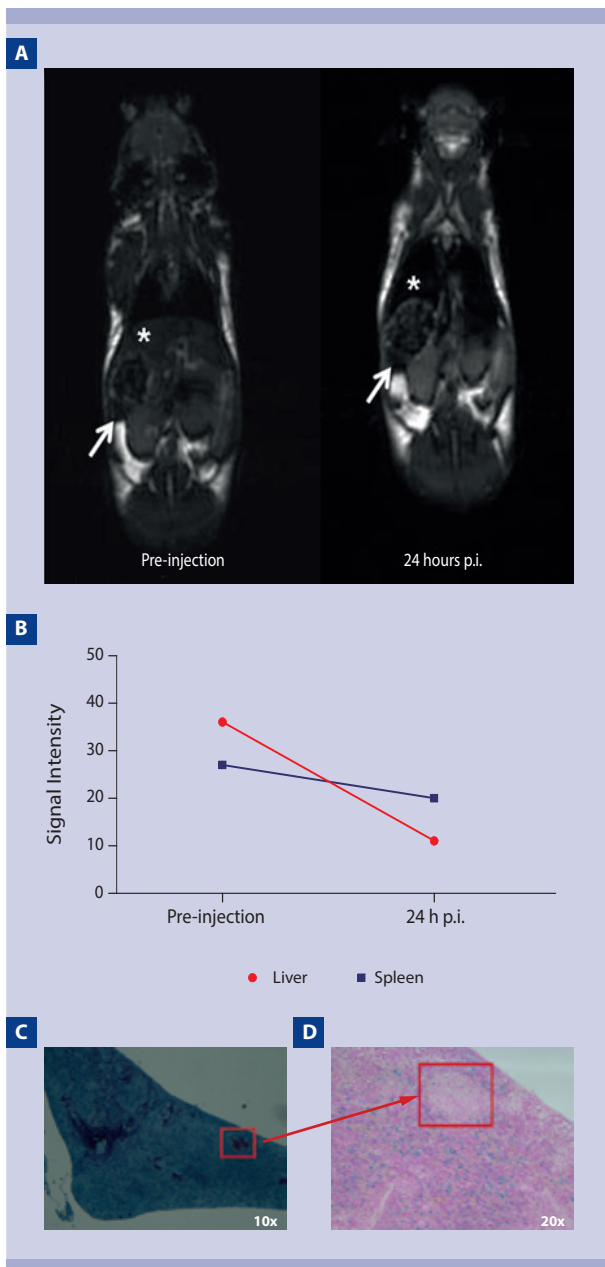 A
*
*
Pre-injection
24 hours p.i.
B
50
40
30
20
10
0
Signal Intensity
Pre-injection
24 h p.i.
Liver
Spleen
C
D
10x
20x